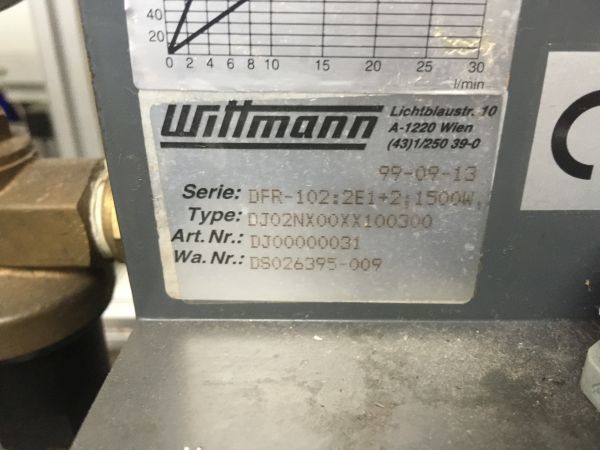 40
20
0 2 4 6 8 10 15 20 25 30
l/min
Wittmann
Lichtblaustr. 10
A-1220 Wien
(43)1/250 39-0
99-09-13
Serie: DFR-102:2E1+2;1500W,
Type: DJ02NX00XX100300
Art.Nr.: DJ00000031
Wa.Nr.: DS026395-009